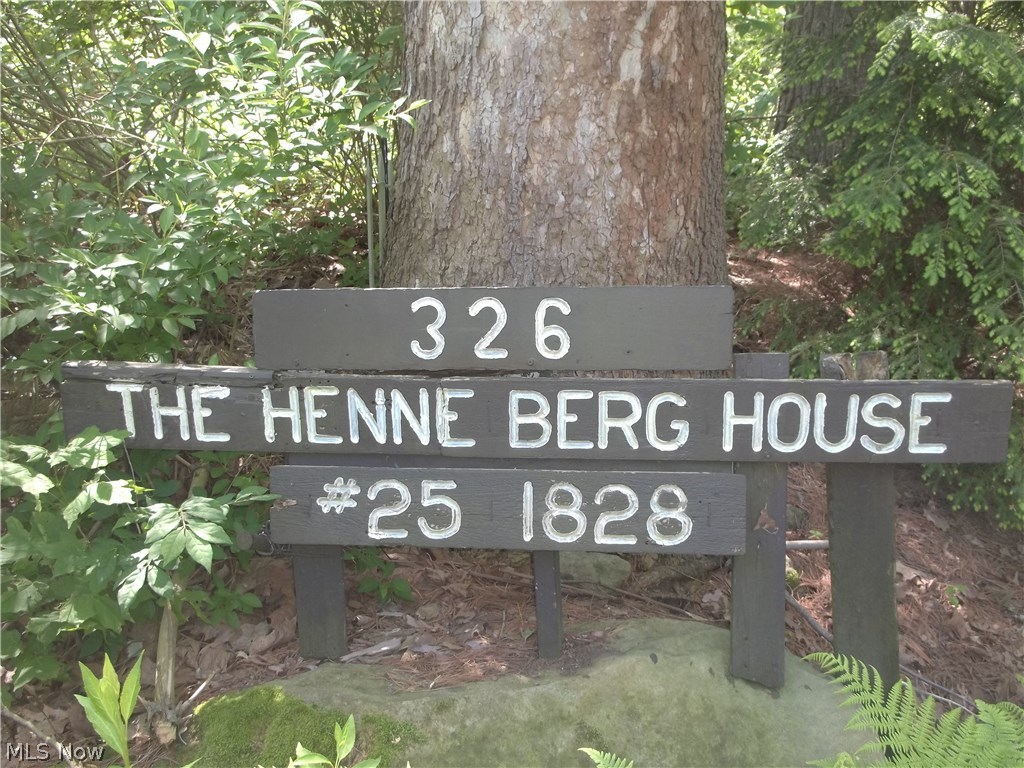 326
THE HENNE BERG HOUSE
#25 1828
MLS Now